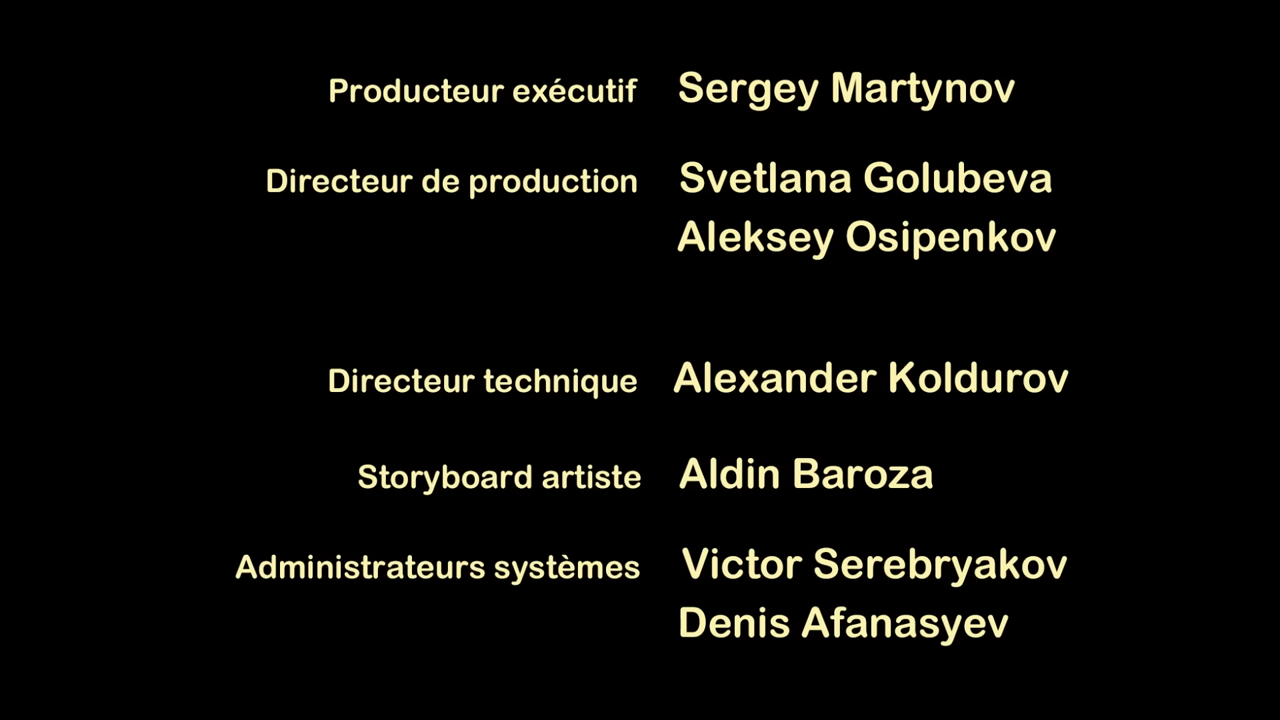 Producteur exécutif Sergey Martynov
Directeur de production Svetlana Golubeva
Aleksey Osipenkov
Directeur technique Alexander Koldurov
Storyboard artiste Aldin Baroza
Administrateurs systèmes Victor Serebryakov
Denis Afanasyev